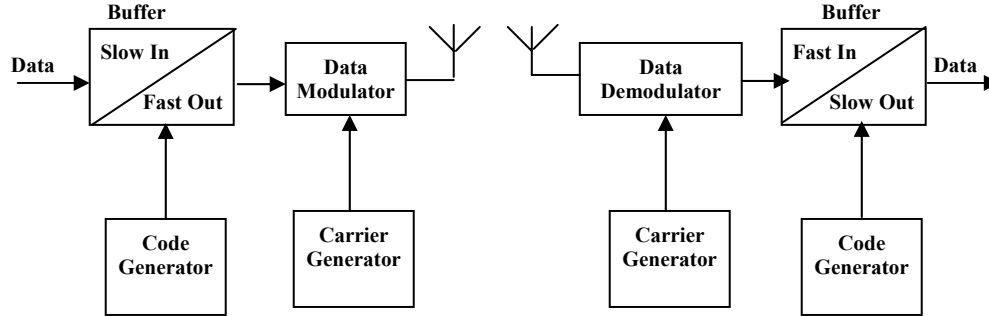 Buffer
Buffer
Data
Slow In
Fast Out
Data
Modulator
Data
Demodulator
Fast In
Slow Out
Data
Code
Generator
Carrier
Generator
Carrier
Generator
Code
Generator